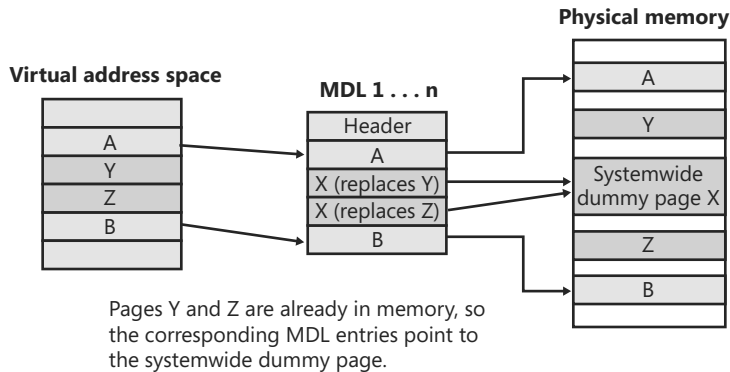 Physical memory
Virtual address space
MDL 1 . . . n
A
Header
A
A
Y
Y
X (replaces Y)
Systemwide
dummy page X
Z
X (replaces Z)
B
B
Z
B
Pages Y and Z are already in memory, so
the corresponding MDL entries point to
the systemwide dummy page.